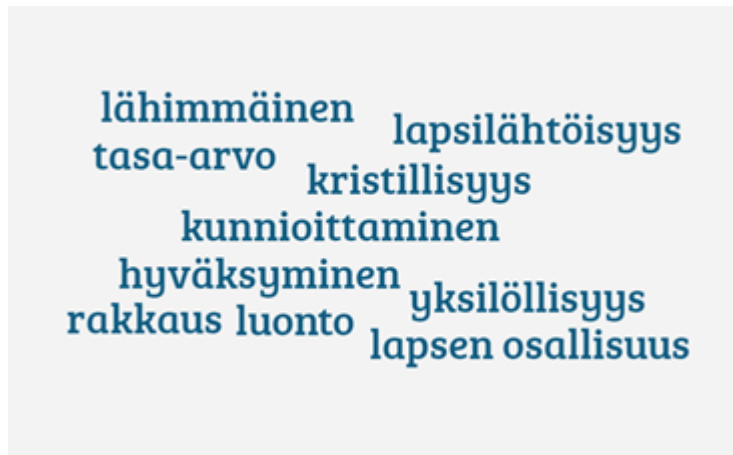 lähimmäinen
lapsilähtöisyys
tasa-arvo
kristillisyys
kunnioittaminen
hyväksyminen
yksilöllisyys
rakkaus luonto
lapsen osallisuus